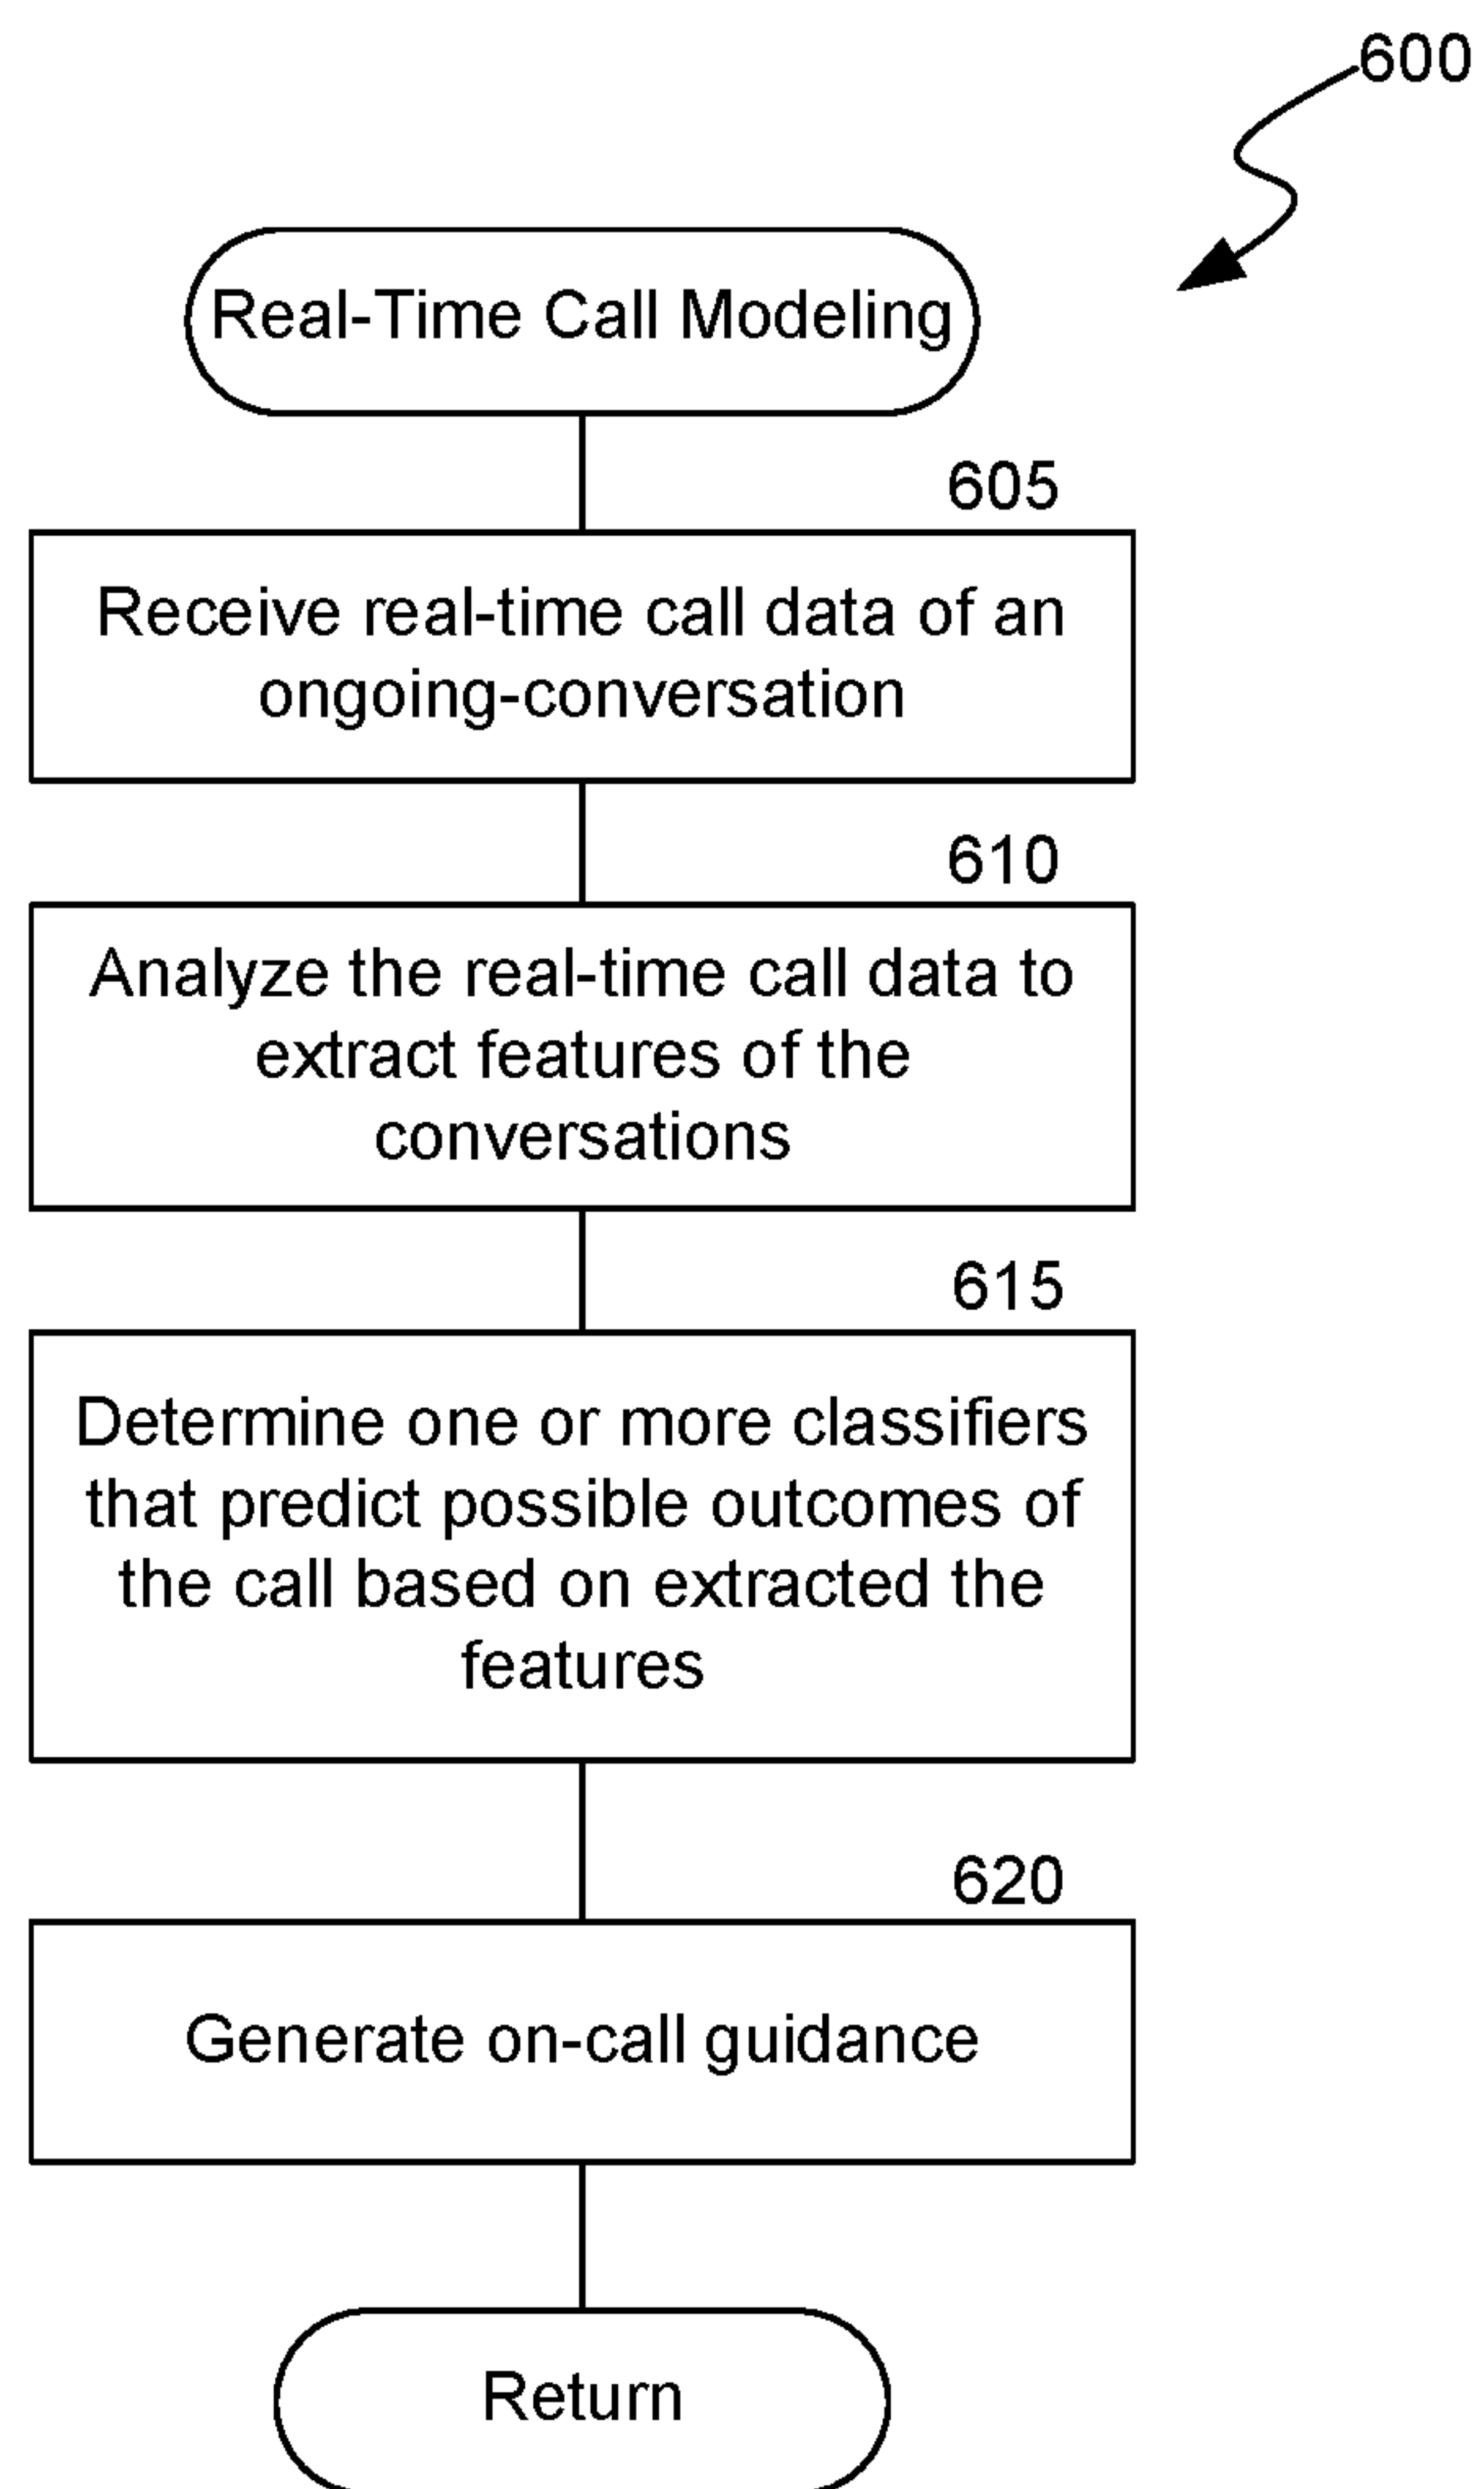 600
Real-Time Call Modeling
605
Receive real-time call data of an
ongoing-conversation
610
Analyze the real-time call data to
extract features of the
conversations
615
Determine one or more classifiers
that predict possible outcomes of
the call based on extracted the
features
620
Generate on-call guidance
Return